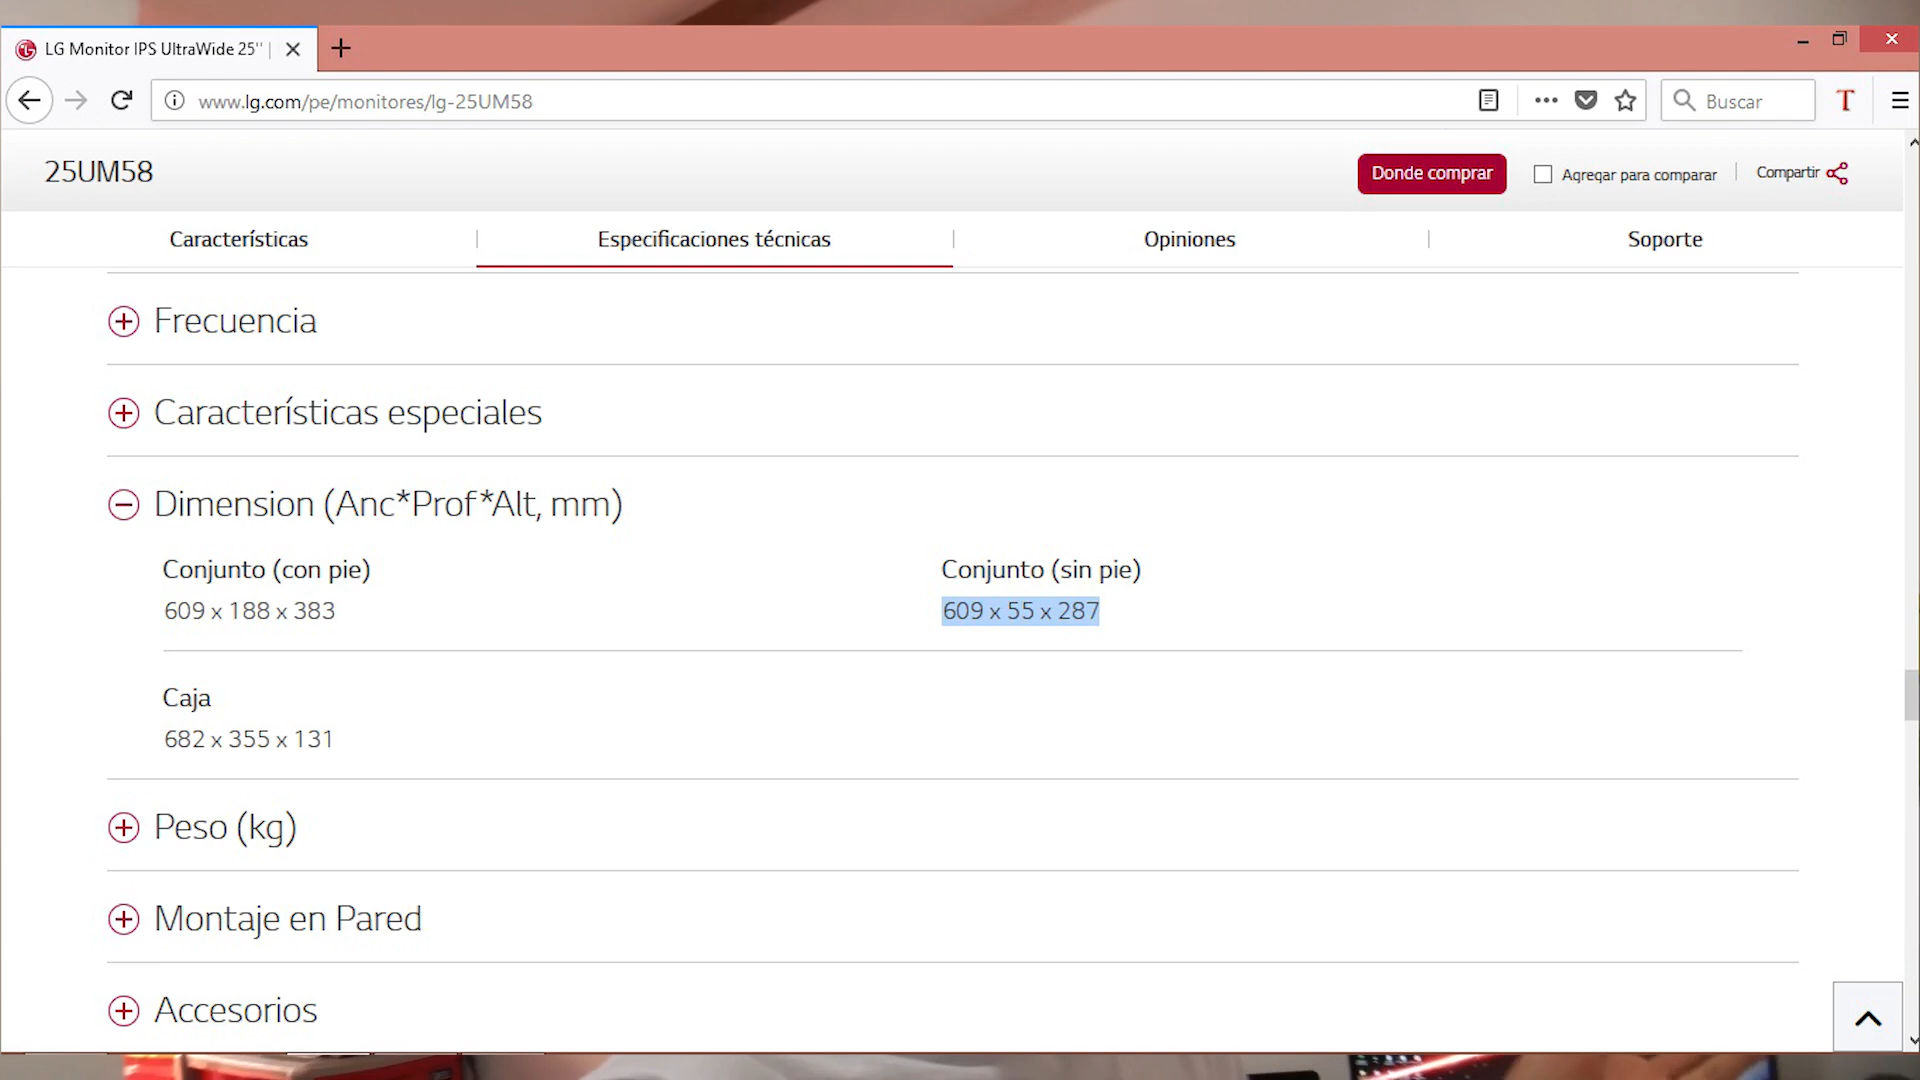 LG Monitor IPS UltraWide 25" |
www.lg.com/pe/monitores/lg-25UM58
Buscar
T
25UM58
Donde comprar
Agregar para comparar
Compartir
Características
Especificaciones técnicas
Opiniones
Soporte
Frecuencia
Características especiales
Dimension (Anc*Prof*Alt, mm)
Conjunto (con pie)
Conjunto (sin pie)
609 x 188 x 383
609 x 55 x 287
Caja
682 x 355 x 131
Peso (kg)
Montaje en Pared
Accesorios